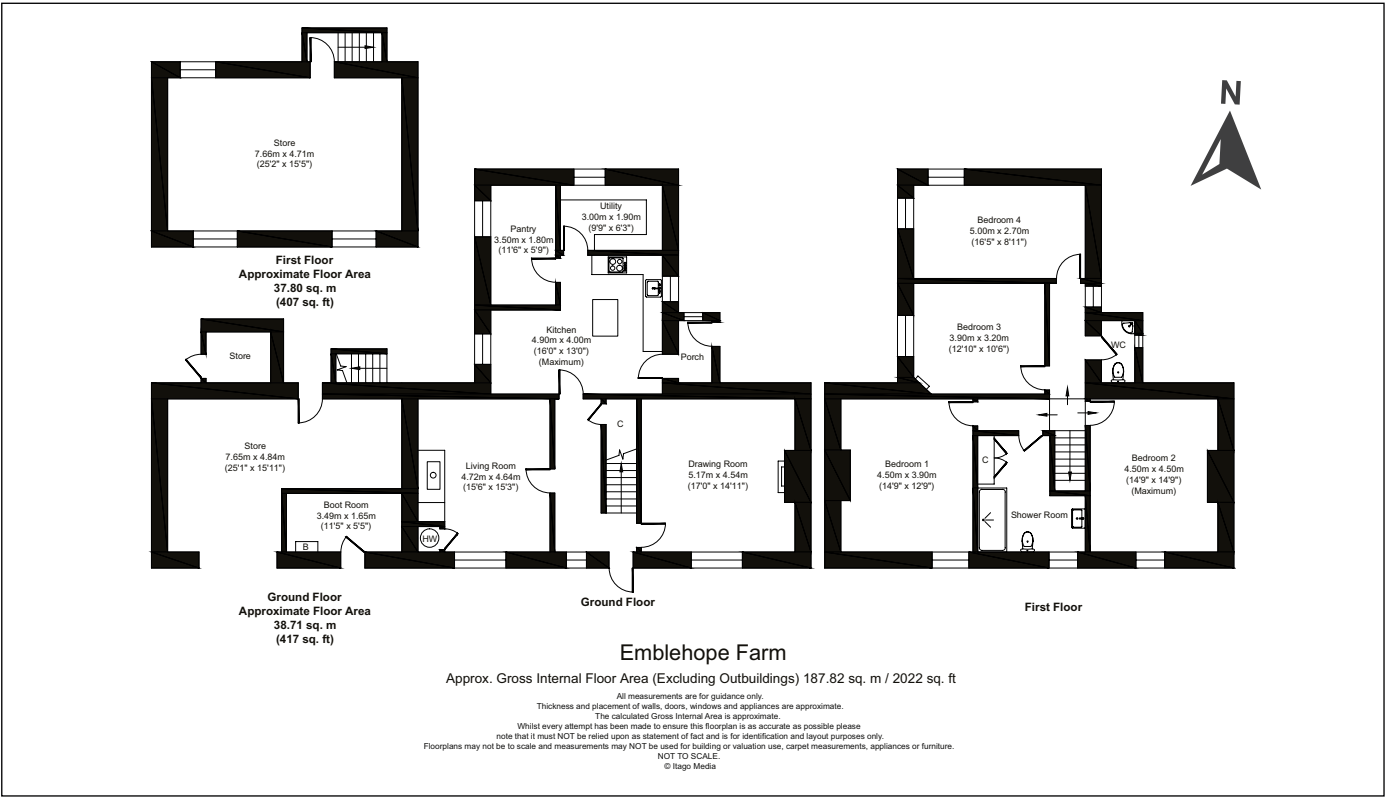 N
Store
7.66m x 4.71m
(25'2" x 15'5")
First Floor
Approximate Floor Area
37.80 sq. m
(407 sq. ft)
Store
Store
7.65m x 4.84m
(25'1" x 15'11")
Boot Room
3.49m x 1.65m
(11'5" x 5'5")
B
Ground Floor
Approximate Floor Area
38.71 sq. m
(417 sq. ft)
Pantry
3.50m x 1.80m
(11'6" x 5'9")
Utility
3.00m x 1.90m
(9'9" x 6'3")
Kitchen
4.90m x 4.00m
(16'0" x 13'0")
(Maximum)
Porch
C
Living Room
4.72m x 4.64m
(15'6" x 15'3")
HW
Drawing Room
5.17m x 4.54m
(17'0" x 14'11")
Ground Floor
Bedroom 4
5.00m x 2.70m
(16'5" x 8'11")
Bedroom 3
3.90m x 3.20m
(12'10" x 10'6")
WC
Bedroom 1
4.50m x 3.90m
(14'9" x 12'9")
C
Shower Room
Bedroom 2
4.50m x 4.50m
(14'9" x 14'9")
(Maximum)
First Floor
Emblehope Farm
Approx. Gross Internal Floor Area (Excluding Outbuildings) 187.82 sq. m / 2022 sq. ft
All measurements are for guidance only.
Thickness and placement of walls, doors, windows and appliances are approximate.
The calculated Gross Internal Area is approximate.
Whilst every attempt has been made to ensure this floorplan is as accurate as possible please
note that it must NOT be relied upon as statement of fact and is for identification and layout purposes only.
Floorplans may not be to scale and measurements may NOT be used for building or valuation use, carpet measurements, appliances or furniture.
NOT TO SCALE.
© Itago Media